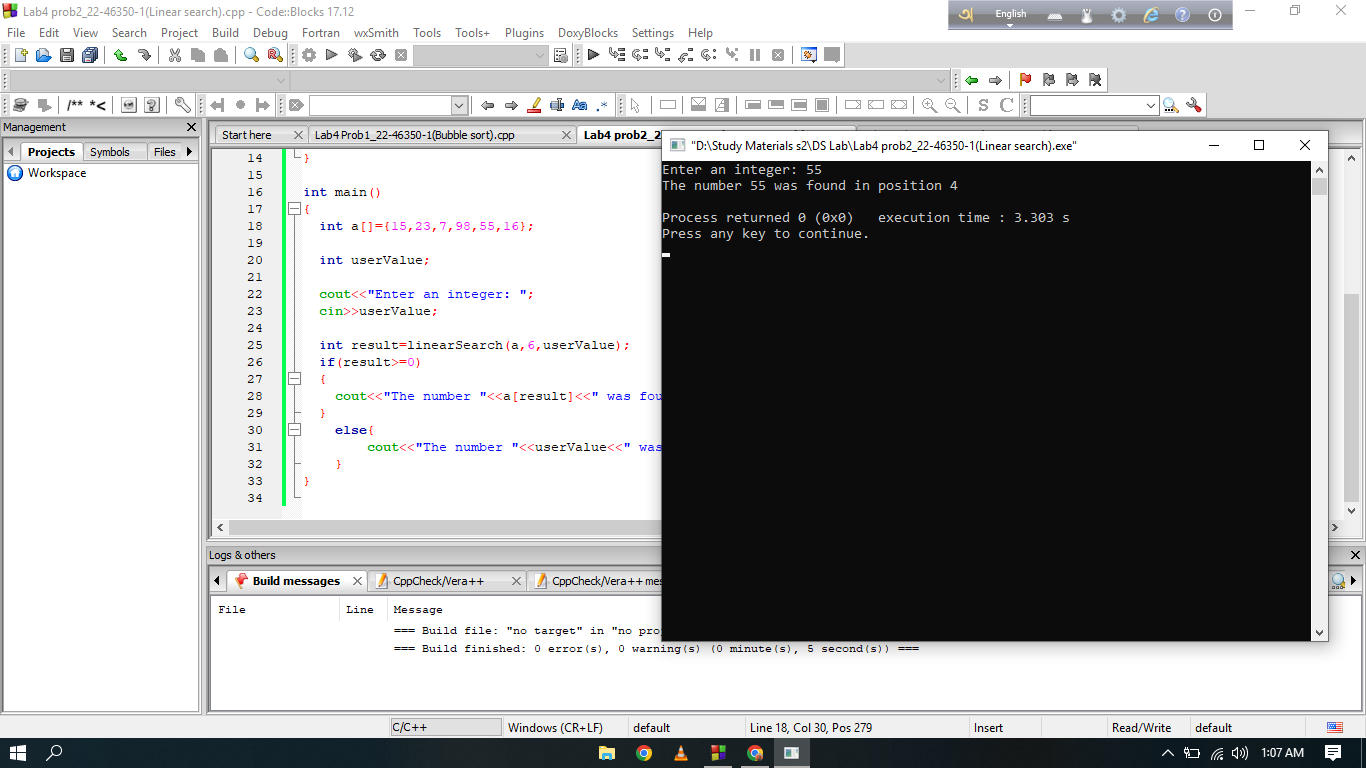 Lab4 prob2_22-46350-1(Linear search).cpp - Code::Blocks 17.12
English
File Edit View Search Project Build Debug Fortran wxSmith Tools Tools+ Plugins DoxyBlocks Settings Help
/** *<
Aa .*
S C
Management
Projects Symbols Files
Workspace
Start here
Lab4 Prob1_22-46350-1(Bubble sort).cpp
Lab4 prob2_2
14 }
15
16 int main()
17 {
18 int a[]={15,23,7,98,55,16};
19
20 int userValue;
21
22 cout<<"Enter an integer: ";
23 cin>>userValue;
24
25 int result=linearSearch(a,6,userValue);
26 if(result>=0)
27 {
28 cout<<"The number "<<a[result]<<" was fou
29 }
30 else{
31 cout<<"The number "<<userValue<<" was
32 }
33 }
34
"D:\Study Materials s2\DS Lab\Lab4 prob2_22-46350-1(Linear search).exe"
Enter an integer: 55
The number 55 was found in position 4
Process returned 0 (0x0) execution time : 3.303 s
Press any key to continue.
Logs & others
Build messages CppCheck/Vera++ CppCheck/Vera++ mes
File Line Message
=== Build file: "no target" in "no proj
=== Build finished: 0 error(s), 0 warning(s) (0 minute(s), 5 second(s)) ===
C/C++ Windows (CR+LF) default Line 18, Col 30, Pos 279 Insert Read/Write default
1:07 AM